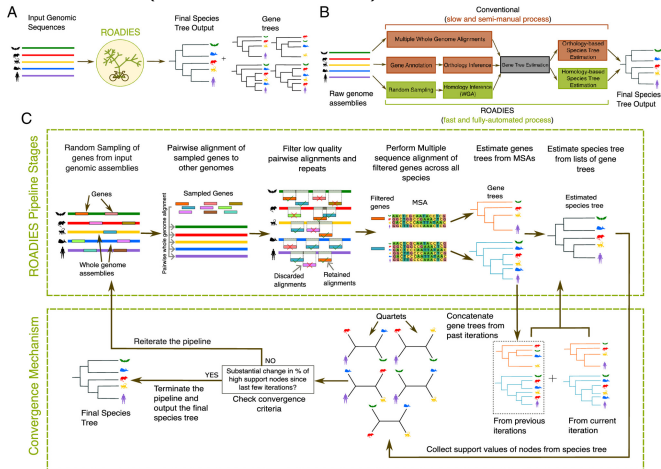 A
Input Genomic
Sequences
ROADIES
Final Species
Tree Output
Gene
trees
+
B
Conventional
(slow and semi-manual process)
Multiple Whole Genome Alignments
Gene Annotation
Orthology Inference
Gene Tree Estimation
Orthology-based
Species Tree
Estimation
Random Sampling
Homology Inference
(WGA)
Homology-based
Species Tree
Estimation
Raw genome
assemblies
Final Species
Tree Output
ROADIES
(fast and fully-automated process)
C
ROADIES Pipeline Stages
Random Sampling of
genes from input
genomic assemblies
Genes
Whole genome
assemblies
Pairwise alignment of
sampled genes to
other genomes
Sampled Genes
Pairwise whole genome alignment
Filter low quality
pairwise alignments and
repeats
Discarded
alignments
Retained
alignments
Perform Multiple
sequence alignment of
filtered genes across all
species
Filtered
genes
MSA
Estimate genes
trees from MSAs
Gene
trees
Estimate species tree
from lists of gene
trees
Estimated
species tree
Convergence Mechanism
Reiterate the pipeline
NO
YES
Substantial change in % of
high support nodes since
last few iterations?
Check convergence
criteria
Terminate the
pipeline and
output the final
species tree
Final Species
Tree
Quartets
Concatenate
gene trees from
past iterations
+
From previous
iterations
From current
iteration
Collect support values of nodes from species tree